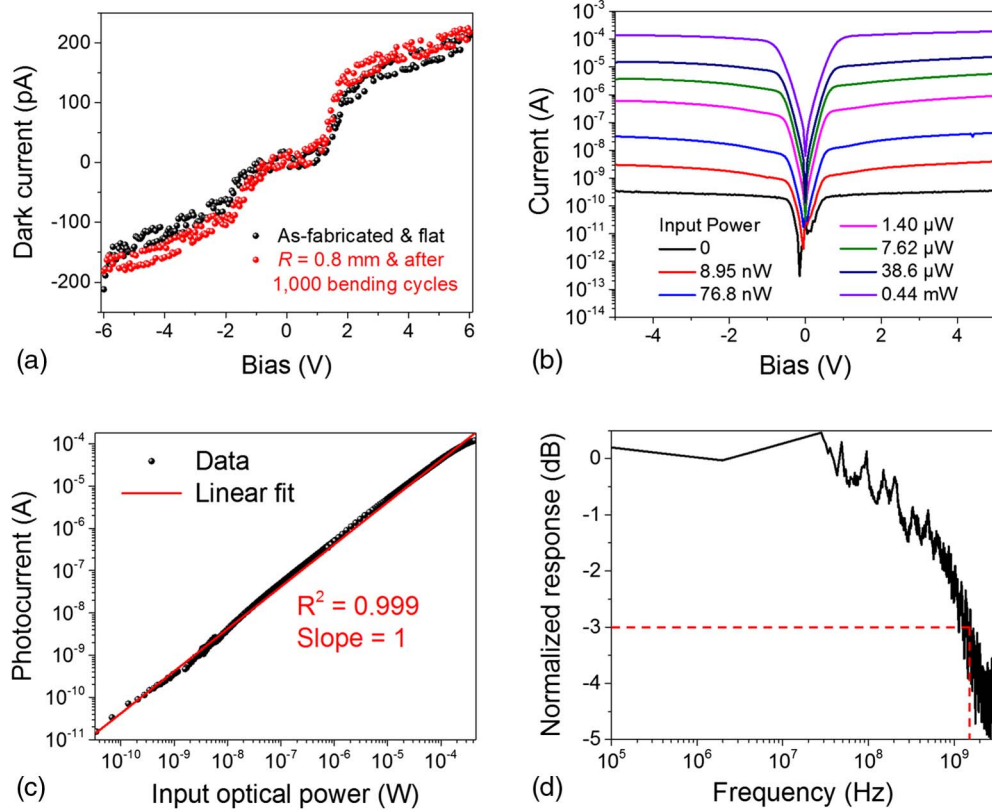 200
100
0
-100
-200
Dark current (pA)
As-fabricated & flat
R = 0.8 mm & after
1,000 bending cycles
-6 -4 -2 0 2 4 6
Bias (V)
(a)
10⁻³
10⁻⁴
10⁻⁵
10⁻⁶
10⁻⁷
10⁻⁸
10⁻⁹
10⁻¹⁰
10⁻¹¹
10⁻¹²
10⁻¹³
10⁻¹⁴
Current (A)
Input Power
0
8.95 nW
76.8 nW
1.40 µW
7.62 µW
38.6 µW
0.44 mW
-4 -2 0 2 4
Bias (V)
(b)
10⁻⁴
10⁻⁵
10⁻⁶
10⁻⁷
10⁻⁸
10⁻⁹
10⁻¹⁰
10⁻¹¹
Photocurrent (A)
Data
Linear fit
R² = 0.999
Slope = 1
10⁻¹⁰ 10⁻⁹ 10⁻⁸ 10⁻⁷ 10⁻⁶ 10⁻⁵ 10⁻⁴
Input optical power (W)
(c)
0
-1
-2
-3
-4
-5
Normalized response (dB)
10⁵ 10⁶ 10⁷ 10⁸ 10⁹
Frequency (Hz)
(d)